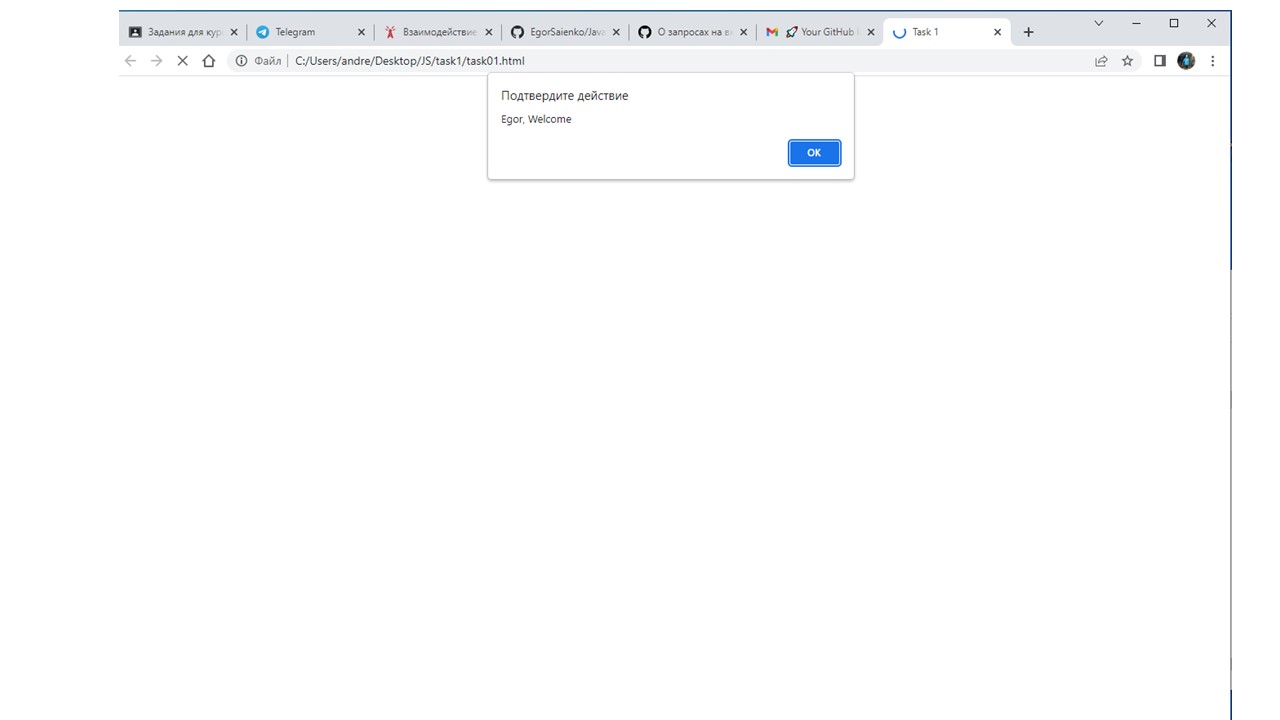 Задания для кур
Telegram
Взаимодействие
EgorSaienko/Java
О запросах на в
Your GitHub
Task 1
Файл
C:/Users/andre/Desktop/JS/task1/task01.html
Подтвердите действие
Egor, Welcome
OK